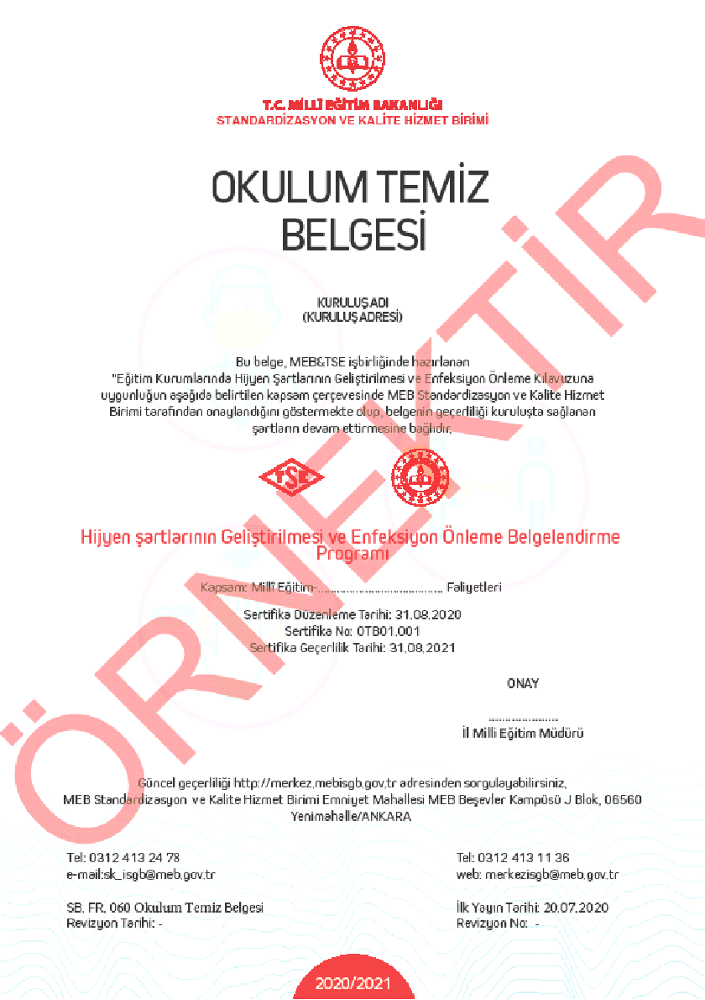 T.C. MİLLÎ EĞİTİM BAKANLIĞI
STANDARDİZASYON VE KALİTE HİZMET BİRİMİ
OKULUM TEMİZ
BELGESİ
KURULUŞ ADI
(KURULUŞ ADRESİ)
Bu belge, MEB&TSE işbirliğinde hazırlanan
"Eğitim Kurumlarında Hijyen Şartlarının Geliştirilmesi ve Enfeksiyon Önleme Kılavuzuna
uygunluğun aşağıda belirtilen kapsam çerçevesinde MEB Standardizasyon ve Kalite Hizmet
Birimi tarafından onaylandığını göstermekte olup, belgenin geçerliliği kuruluşta sağlanan
şartların devam ettirmesine bağlıdır.
TSE
Hijyen şartlarının Geliştirilmesi ve Enfeksiyon Önleme Belgelendirme
Programı
Kapsam: Millî Eğitim-........................................ Faliyetleri
Sertifika Düzenleme Tarihi: 31.08.2020
Sertifika No: OTB01.001
Sertifika Geçerlilik Tarihi: 31.08.2021
ONAY
.....................
İl Milli Eğitim Müdürü
Güncel geçerliliği http://merkez.mebisgb.gov.tr adresinden sorgulayabilirsiniz.
MEB Standardizasyon ve Kalite Hizmet Birimi Emniyet Mahallesi MEB Beşevler Kampüsü J Blok, 06560
Yenimahalle/ANKARA
Tel: 0312 413 24 78
e-mail:sk_isgb@meb.gov.tr
Tel: 0312 413 11 36
web: merkezisgb@meb.gov.tr
SB. FR. 060 Okulum Temiz Belgesi
Revizyon Tarihi: -
İlk Yayın Tarihi: 20.07.2020
Revizyon No: -
2020/2021
ÖRNEKTİR